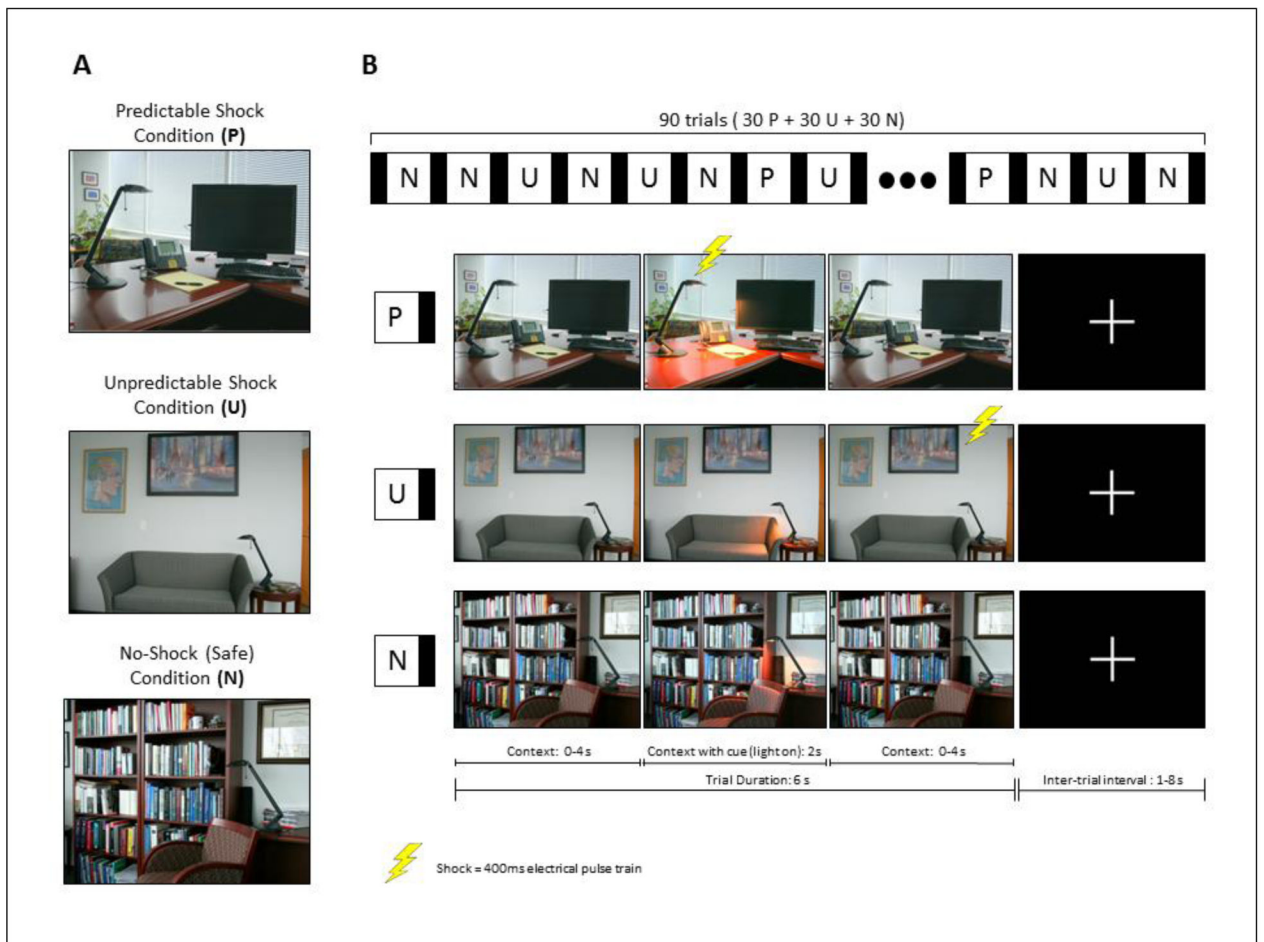 A
B
Predictable Shock
Condition (P)
Unpredictable Shock
Condition (U)
No-Shock (Safe)
Condition (N)
90 trials ( 30 P + 30 U + 30 N)
N N U N U N P U ●●● P N U N
P
U
N
Context: 0-4 s
Context with cue (light on): 2s
Context: 0-4 s
Trial Duration: 6 s
Inter-trial interval : 1-8 s
Shock = 400ms electrical pulse train